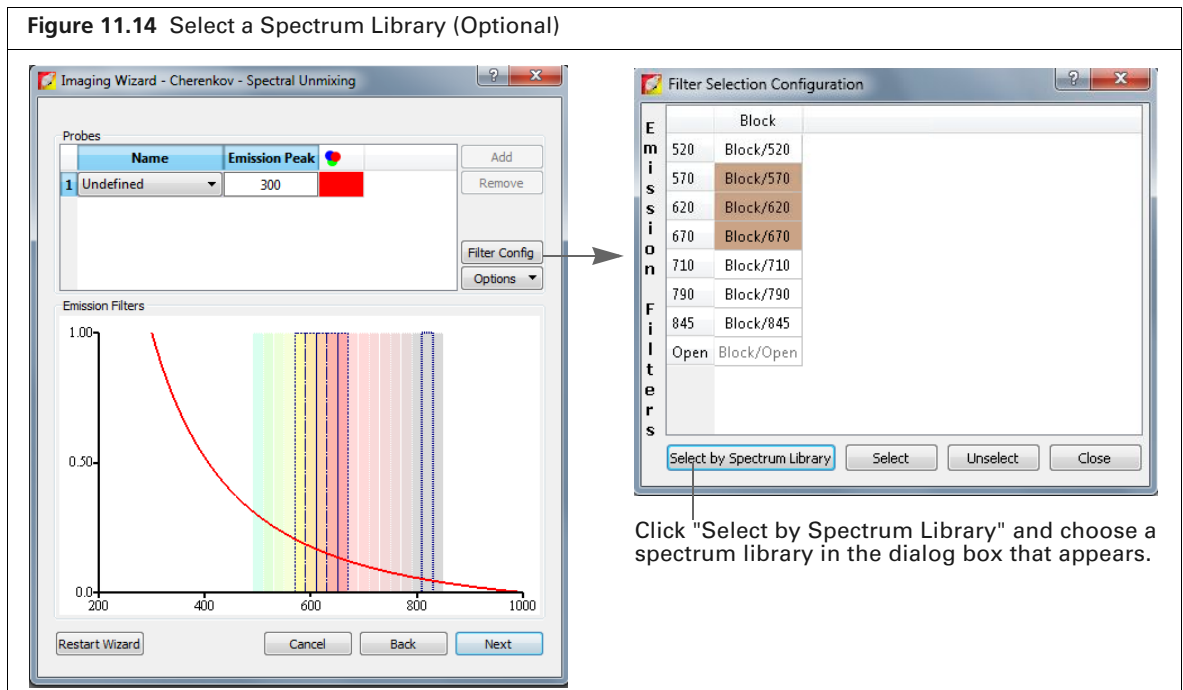 Figure 11.14 Select a Spectrum Library (Optional)
Imaging Wizard - Cherenkov - Spectral Unmixing
?
X
Probes
Name
Emission Peak
Add
1
Undefined
300
Remove
Filter Config
Options
Emission Filters
1.00
0.50
0.0
200
400
600
800
1000
Restart Wizard
Cancel
Back
Next
Filter Selection Configuration
?
X
Emission Filters
Block
520 Block/520
570 Block/570
620 Block/620
670 Block/670
710 Block/710
790 Block/790
845 Block/845
Open Block/Open
Select by Spectrum Library
Select
Unselect
Close
Click "Select by Spectrum Library" and choose a
spectrum library in the dialog box that appears.